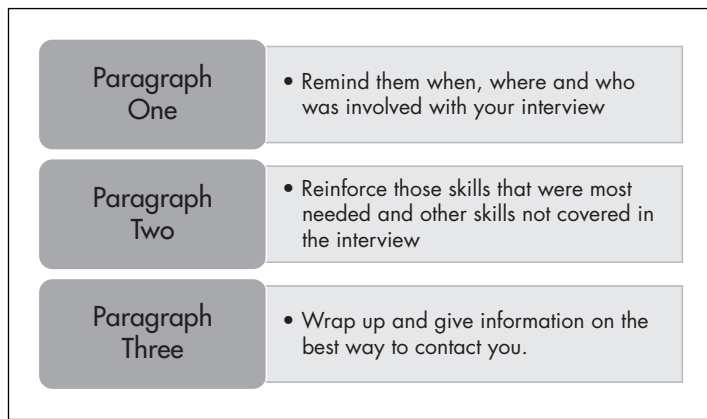 Paragraph
One
• Remind them when, where and who
was involved with your interview
Paragraph
Two
• Reinforce those skills that were most
needed and other skills not covered in
the interview
Paragraph
Three
• Wrap up and give information on the
best way to contact you.